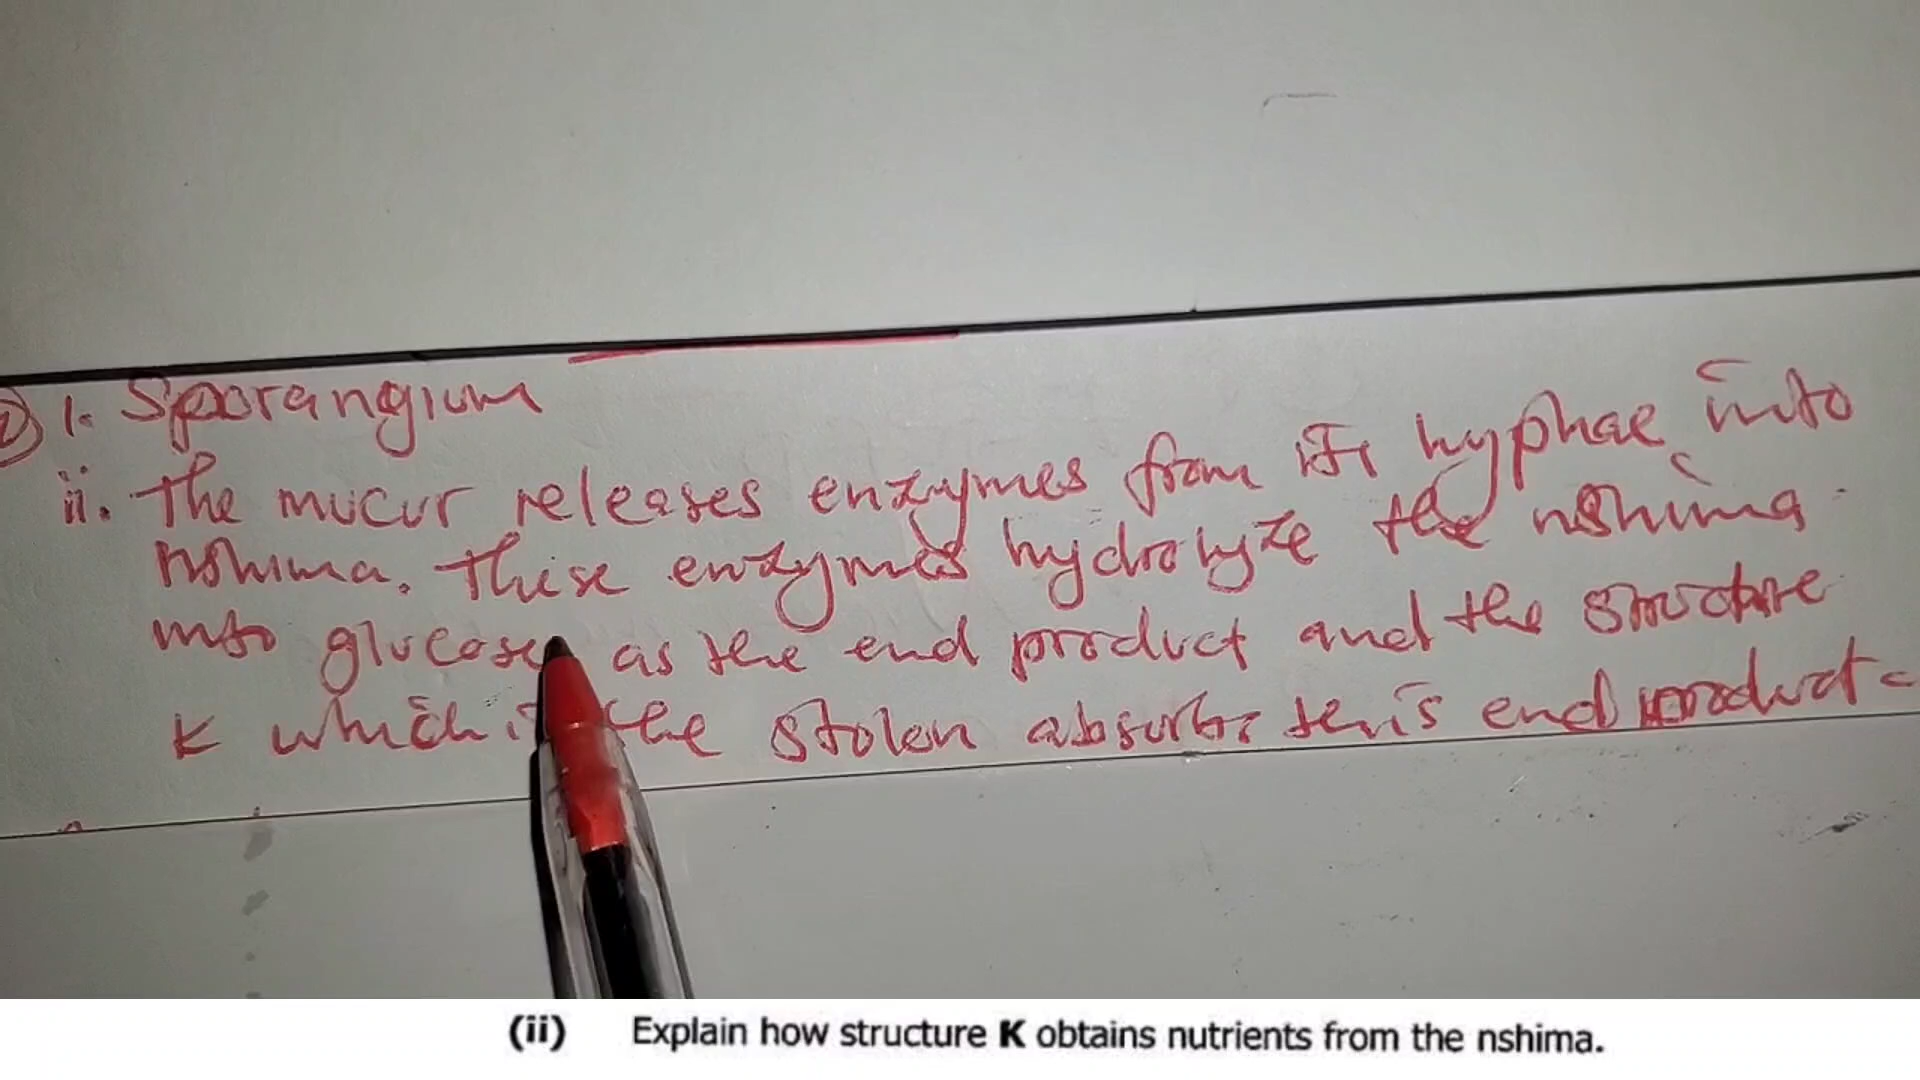 1. Sporangium
ii. The mucur releases enzymes from its hyphae into
nshima. These enzymes hydrolyze the nshima
into glucose as the end product and the structure
K which is the stolen absorbs this end product
(ii) Explain how structure K obtains nutrients from the nshima.